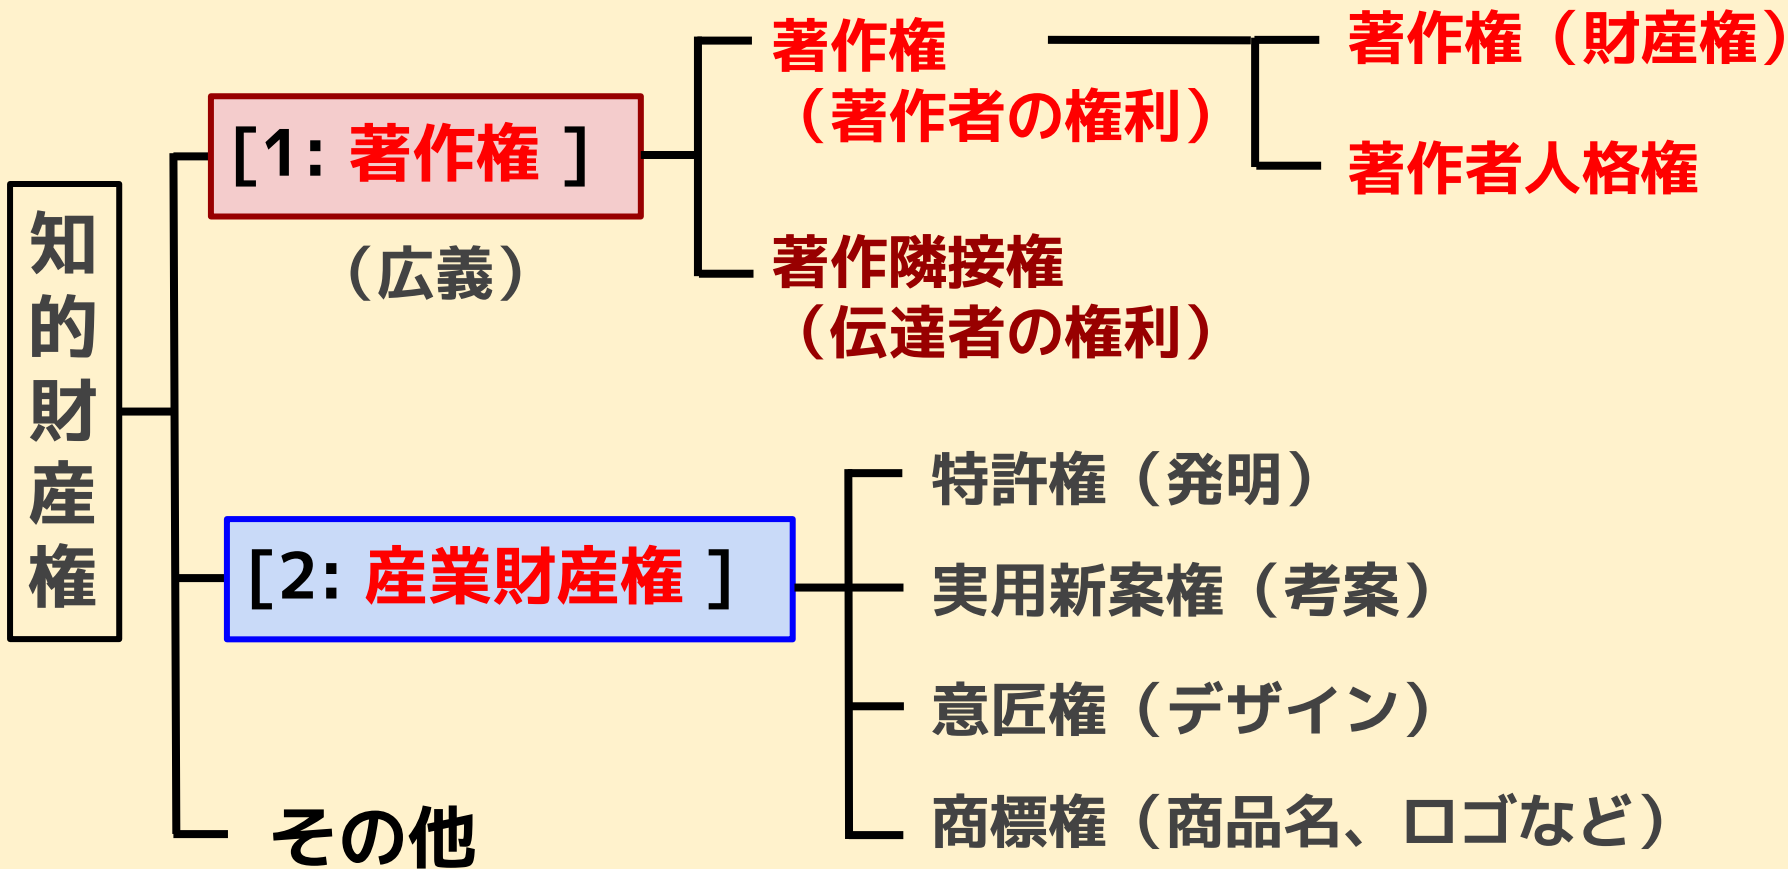 知的財産権
[1: 著作権 ]
（広義）
著作権
（著作者の権利）
著作権（財産権）
著作者人格権
著作隣接権
（伝達者の権利）
[2: 産業財産権 ]
特許権（発明）
実用新案権（考案）
意匠権（デザイン）
商標権（商品名、ロゴなど）
その他